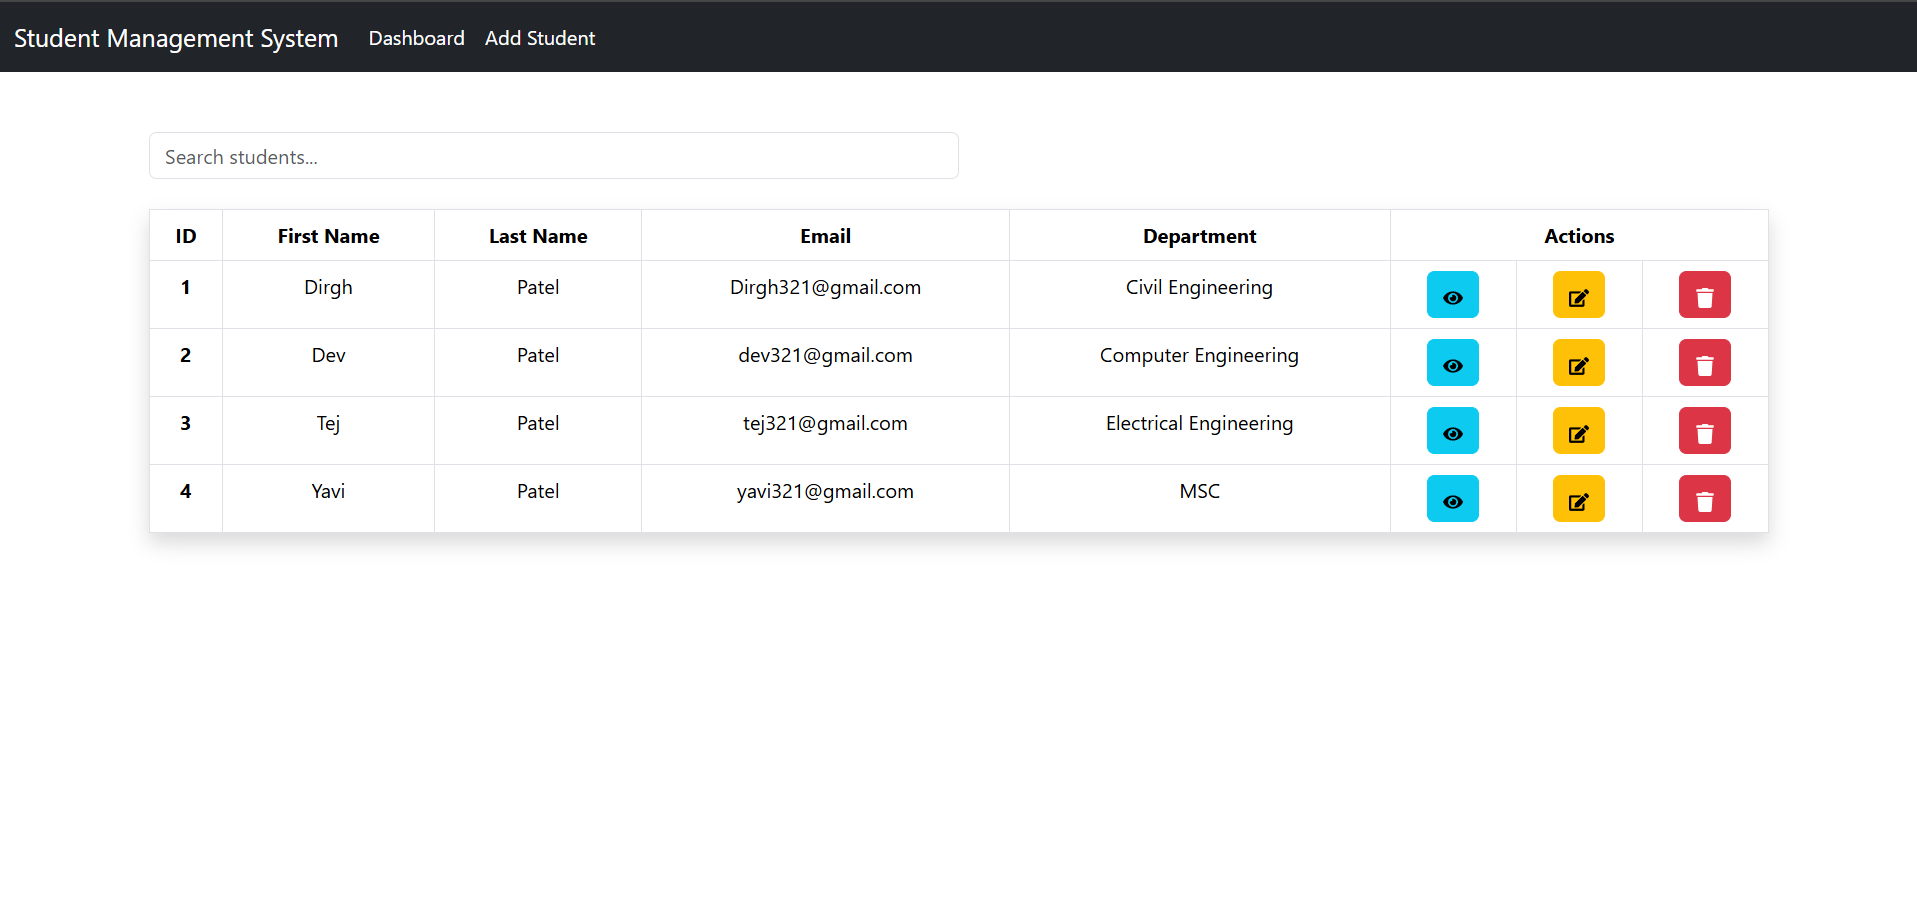 Student Management System Dashboard Add Student
Search students...
ID First Name Last Name Email Department Actions
1 Dirgh Patel Dirgh321@gmail.com Civil Engineering
2 Dev Patel dev321@gmail.com Computer Engineering
3 Tej Patel tej321@gmail.com Electrical Engineering
4 Yavi Patel yavi321@gmail.com MSC